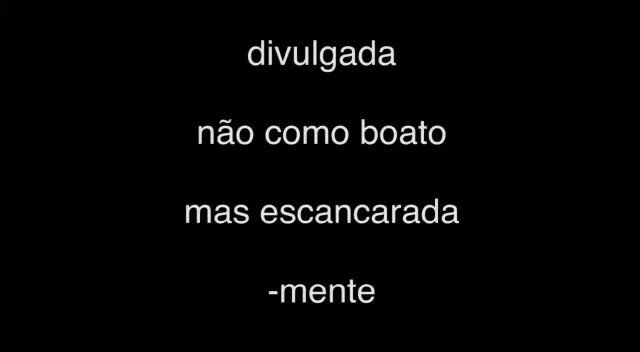 divulgada
não como boato
mas escancarada
-mente